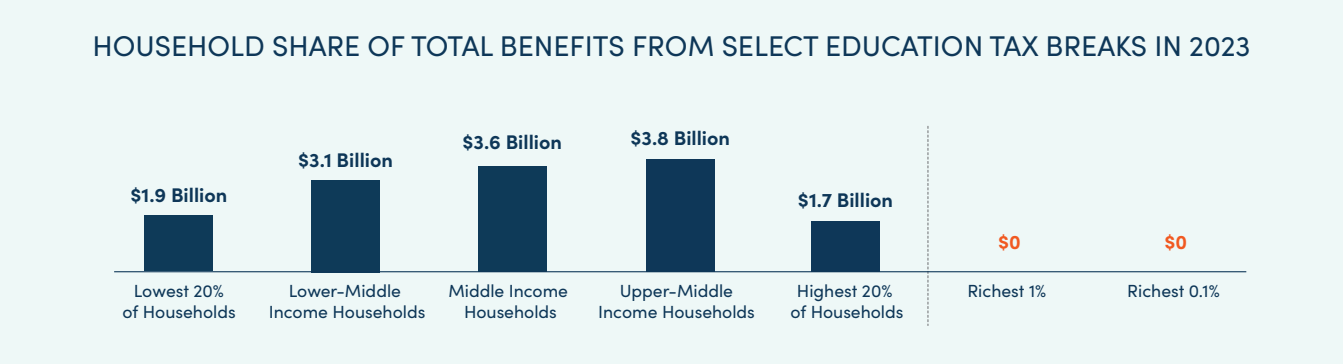 HOUSEHOLD SHARE OF TOTAL BENEFITS FROM SELECT EDUCATION TAX BREAKS IN 2023
$1.9 Billion
$3.1 Billion
$3.6 Billion
$3.8 Billion
$1.7 Billion
$0
$0
Lowest 20%
of Households
Lower-Middle
Income Households
Middle Income
Households
Upper-Middle
Income Households
Highest 20%
of Households
Richest 1%
Richest 0.1%